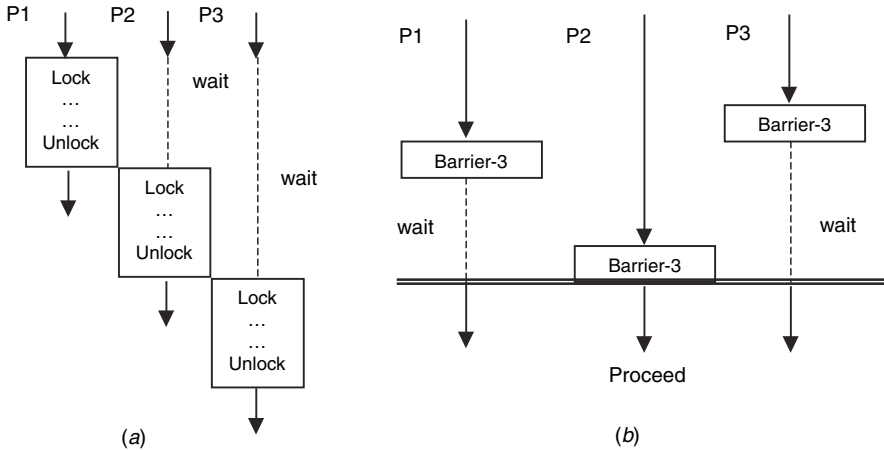 P1 P2 P3
Lock
...
...
Unlock
wait
wait
Lock
...
...
Unlock
Lock
...
...
Unlock
(a)
P1
P2
P3
Barrier-3
Barrier-3
wait
wait
Barrier-3
Proceed
(b)